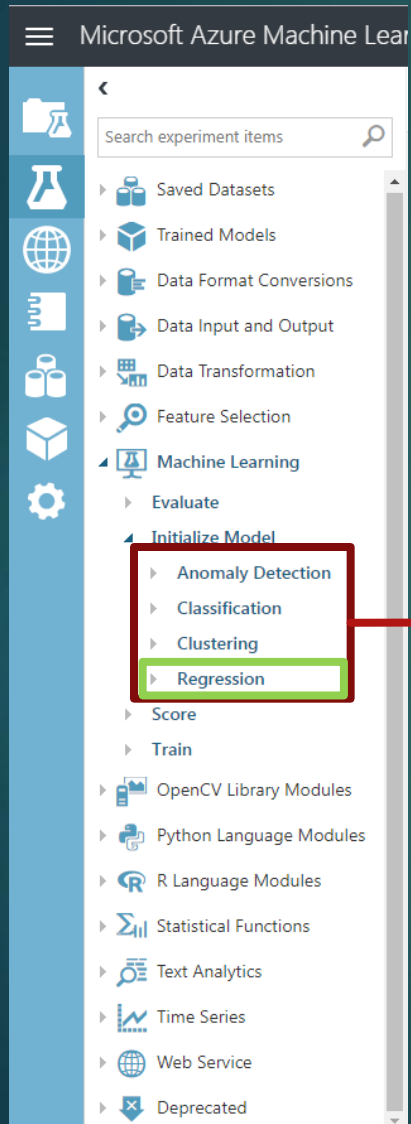 Microsoft Azure Machine Lear
Search experiment items
Saved Datasets
Trained Models
Data Format Conversions
Data Input and Output
Data Transformation
Feature Selection
Machine Learning
Evaluate
Initialize Model
Anomaly Detection
Classification
Clustering
Regression
Score
Train
OpenCV Library Modules
Python Language Modules
R Language Modules
Statistical Functions
Text Analytics
Time Series
Web Service
Deprecated